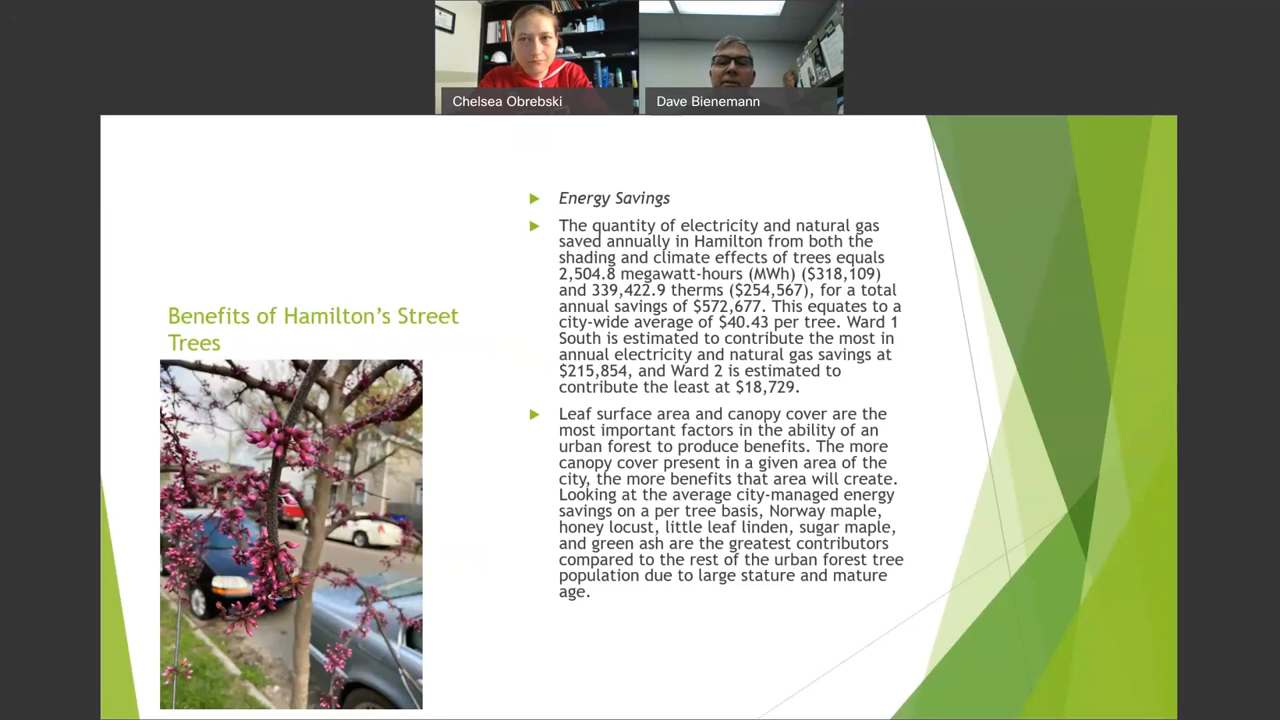 Chelsea Obrebski
Dave Bienemann
Benefits of Hamilton's Street
Trees
Energy Savings
The quantity of electricity and natural gas
saved annually in Hamilton from both the
shading and climate effects of trees equals
2,504.8 megawatt-hours (MWh) ($318,109)
and 339,422.9 therms ($254,567), for a total
annual savings of $572,677. This equates to a
city-wide average of $40.43 per tree. Ward 1
South is estimated to contribute the most in
annual electricity and natural gas savings at
$215,854, and Ward 2 is estimated to
contribute the least at $18,729.
Leaf surface area and canopy cover are the
most important factors in the ability of an
urban forest to produce benefits. The more
canopy cover present in a given area of the
city, the more benefits that area will create.
Looking at the average city-managed energy
savings on a per tree basis, Norway maple,
honey locust, little leaf linden, sugar maple,
and green ash are the greatest contributors
compared to the rest of the urban forest tree
population due to large stature and mature
age.